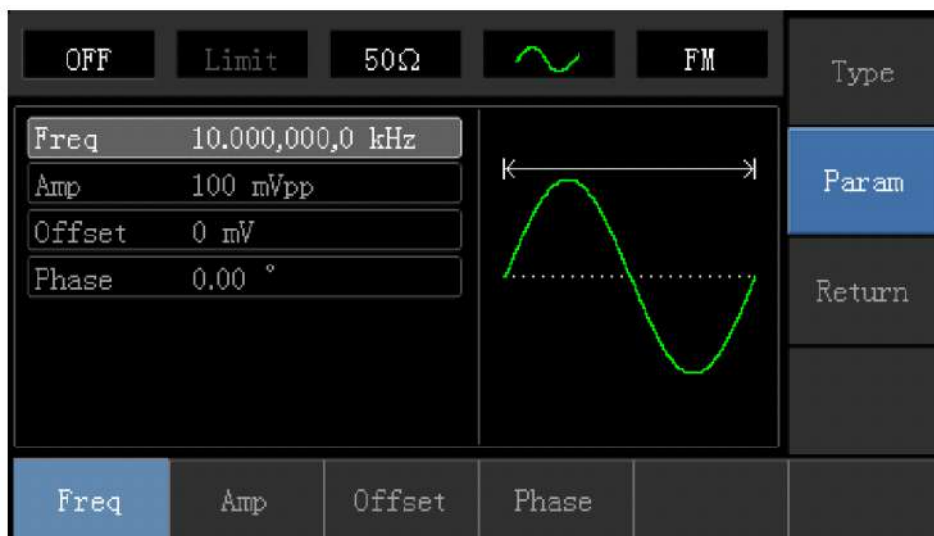 OFF Limit 50Ω FM
Type
Freq 10.000,000,0 kHz
Amp 100 mVpp
Param
Offset 0 mV
Phase 0.00 °
Return
Freq Amp Offset Phase